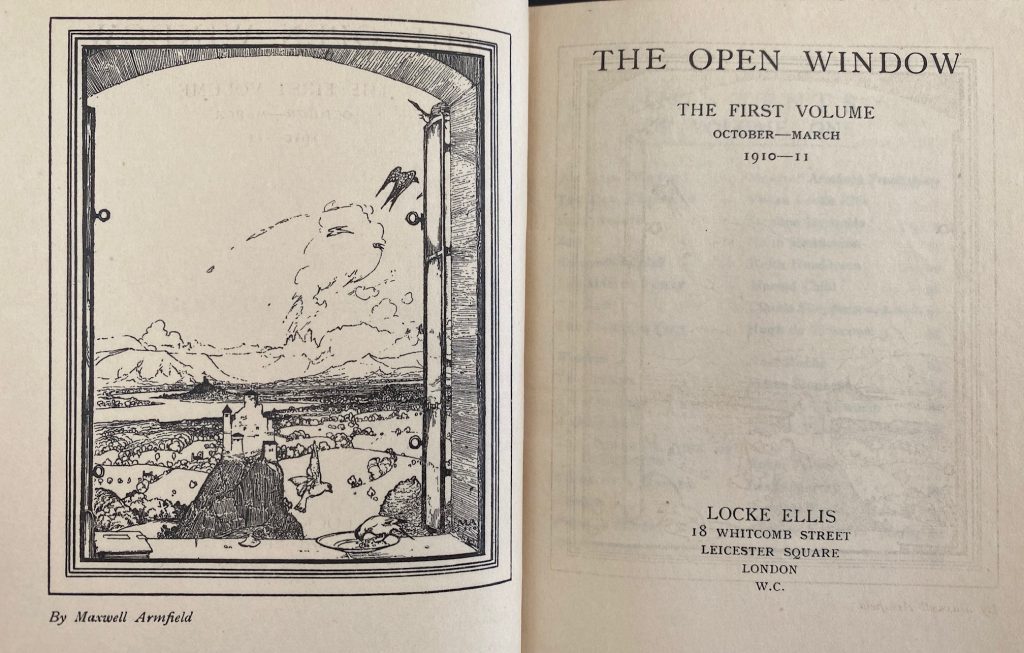 By Maxwell Armfield
MA
THE OPEN WINDOW
THE FIRST VOLUME
OCTOBER—MARCH
1910—11
LOCKE ELLIS
18 WHITCOMB STREET
LEICESTER SQUARE
LONDON
W.C.